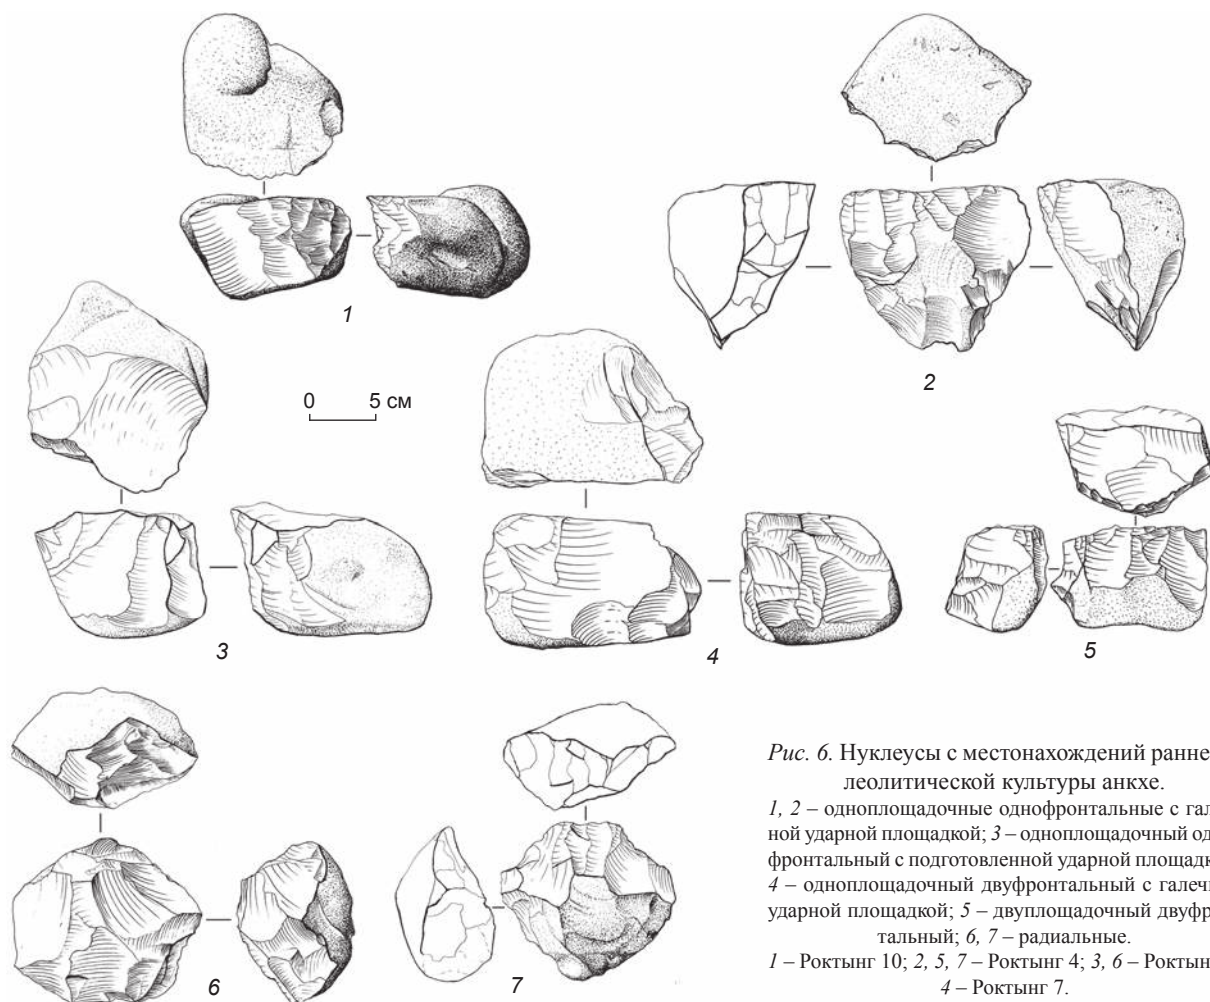 1
2
0 5 см
3
4
5
6
7
Рис. 6. Нуклеусы с местонахождений ранне
леолитической культуры анкхе.
1, 2 – одноплощадочные однофронтальные с гал
ной ударной площадкой; 3 – одноплощадочный од
фронтальный с подготовленной ударной площадк
4 – одноплощадочный двуфронтальный с галеч
ударной площадкой; 5 – двуплощадочный двуфр
тальный; 6, 7 – радиальные.
1 – Роктынг 10; 2, 5, 7 – Роктынг 4; 3, 6 – Роктын
4 – Роктынг 7.